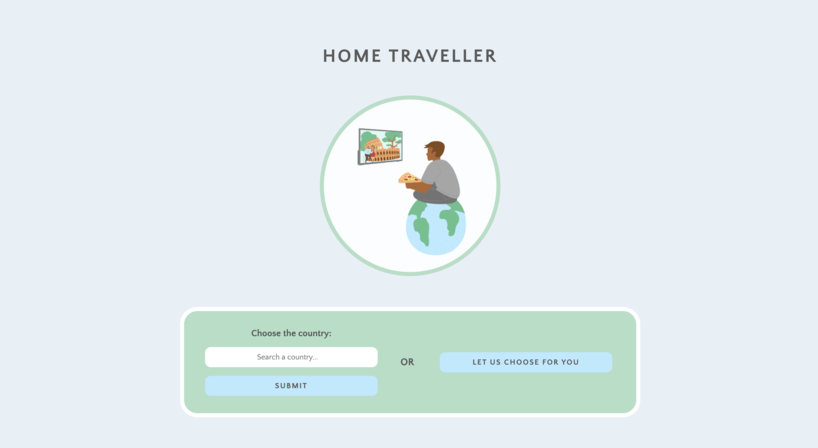 HOME TRAVELLER
Choose the country:
Search a country...
SUBMIT
OR
LET US CHOOSE FOR YOU